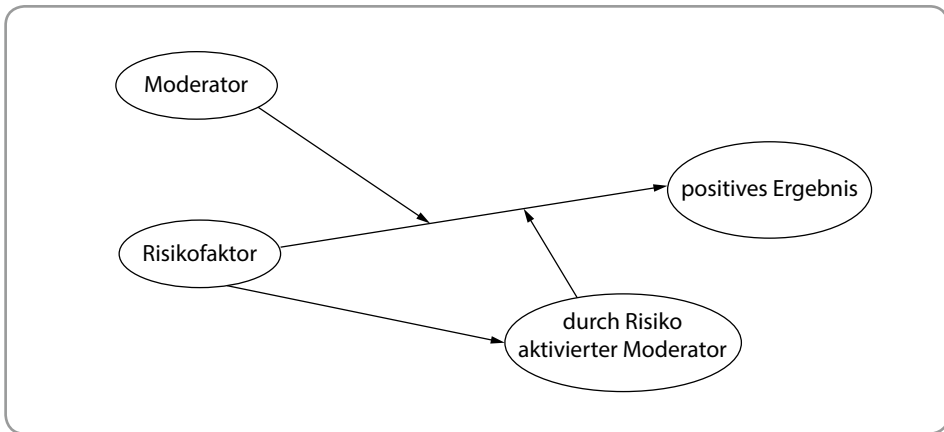 Moderator
positives Ergebnis
Risikofaktor
durch Risiko
aktivierter Moderator